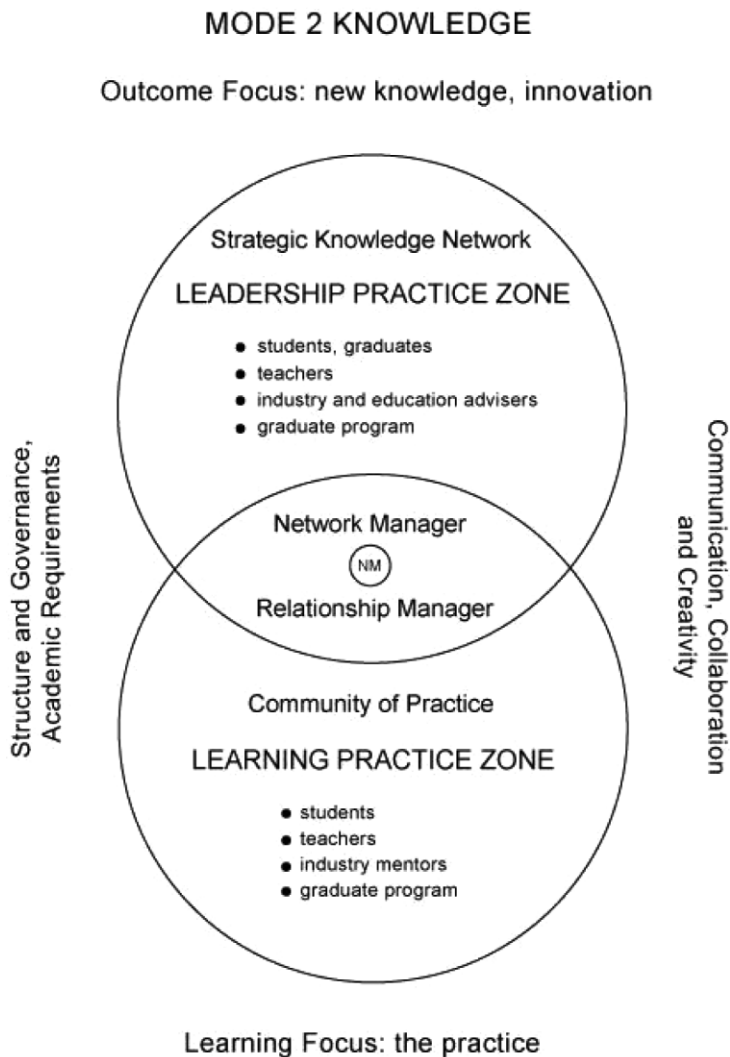 MODE 2 KNOWLEDGE
Outcome Focus: new knowledge, innovation
Strategic Knowledge Network
LEADERSHIP PRACTICE ZONE
● students, graduates
● teachers
● industry and education advisers
● graduate program
Structure and Governance,
Academic Requirements
Communication, Collaboration
and Creativity
Network Manager
NM
Relationship Manager
Community of Practice
LEARNING PRACTICE ZONE
● students
● teachers
● industry mentors
● graduate program
Learning Focus: the practice